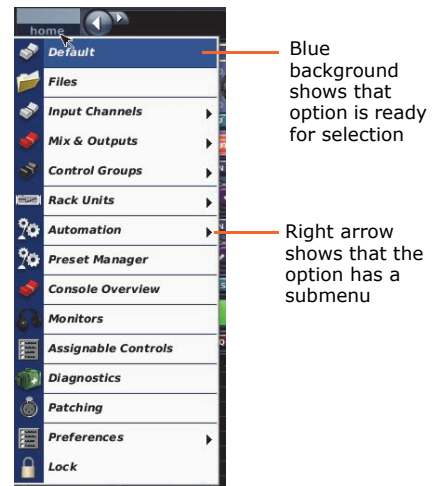 home
Default
Files
Input Channels
Mix & Outputs
Control Groups
Rack Units
Automation
Preset Manager
Console Overview
Monitors
Assignable Controls
Diagnostics
Patching
Preferences
Lock
Blue
background
shows that
option is ready
for selection
Right arrow
shows that the
option has a
submenu